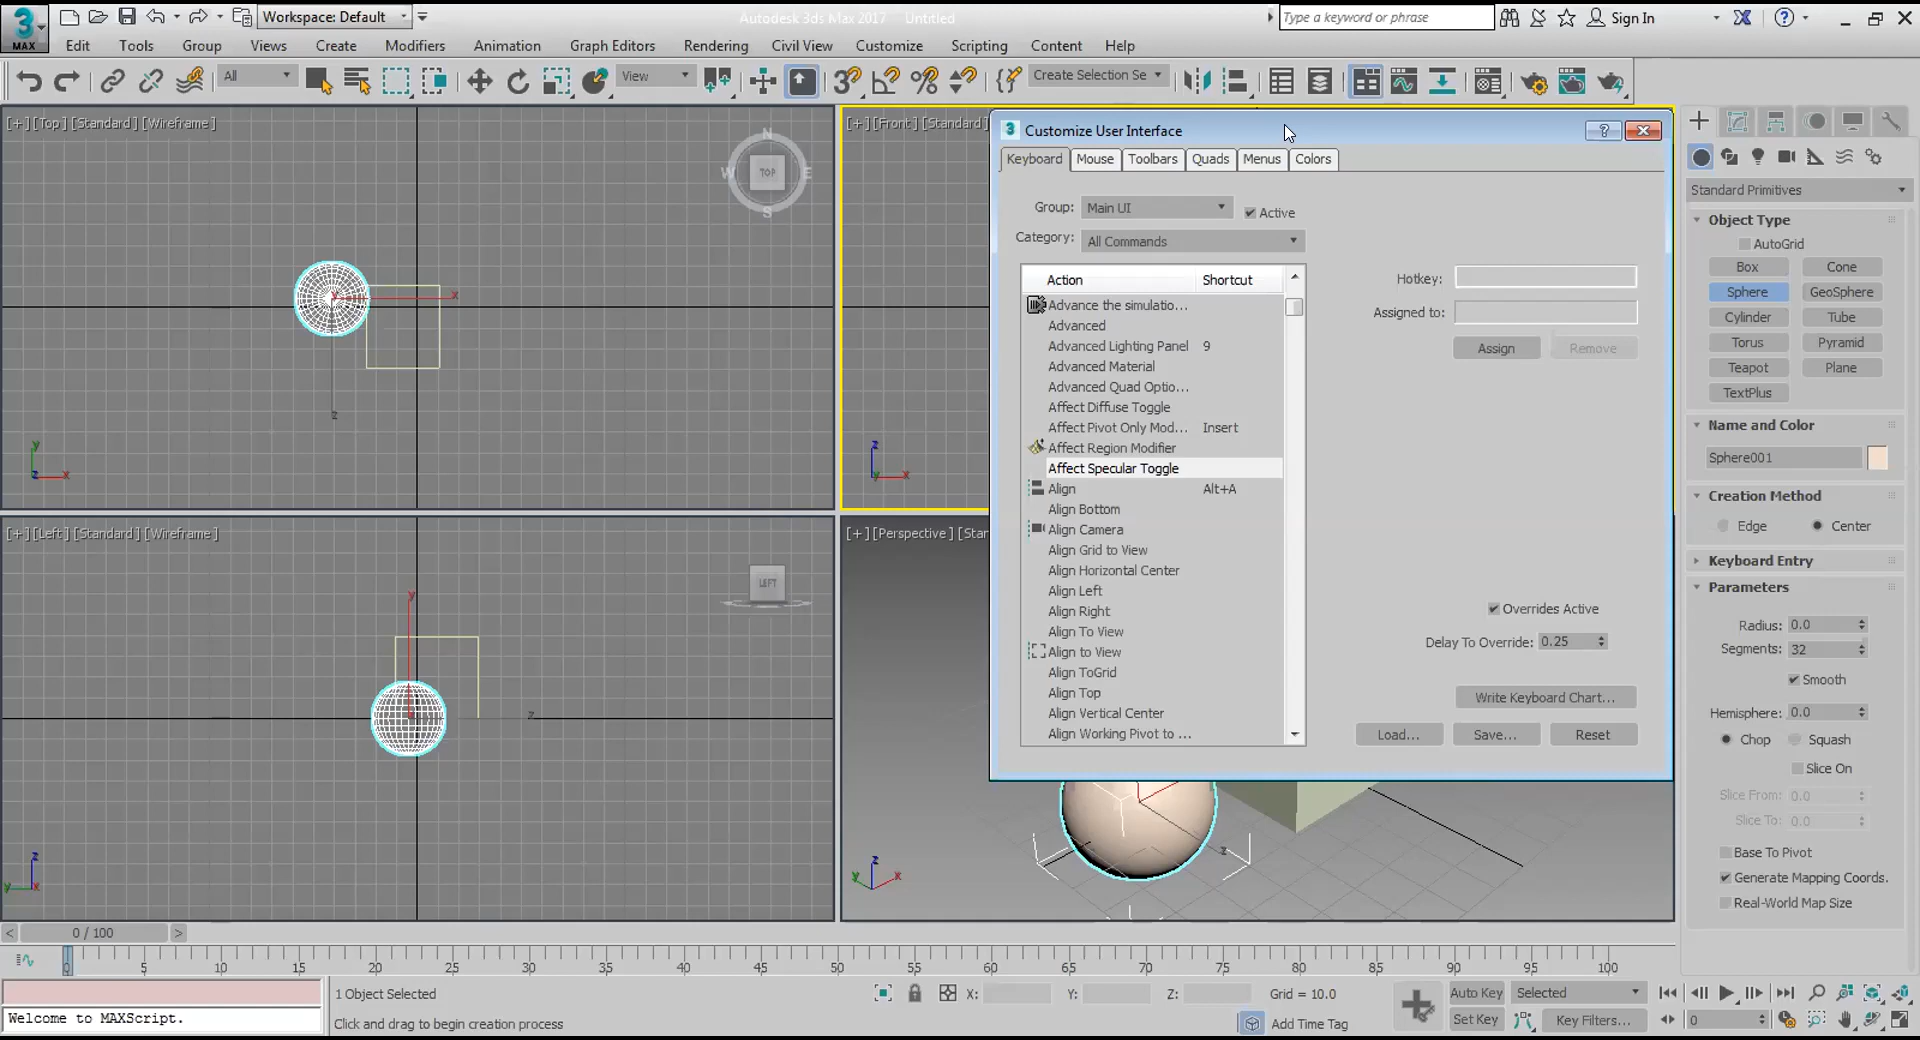 MAX
Workspace: Default
Autodesk 3ds Max 2017 Untitled
Type a keyword or phrase
Sign In
Edit Tools Group Views Create Modifiers Animation Graph Editors Rendering Civil View Customize Scripting Content Help
All
View
Create Selection Se
[+] [Top] [Standard] [Wireframe]
[+] [Front] [Standard]
N
W TOP E
S
x
z
y
z x
z
y x
[+] [Left] [Standard] [Wireframe]
LEFT
y
z
z
y x
[+] [Perspective] [Stan
z
z
y x
3 Customize User Interface
Keyboard Mouse Toolbars Quads Menus Colors
Group: Main UI Active
Category: All Commands
Action Shortcut
Advance the simulatio...
Advanced
Advanced Lighting Panel 9
Advanced Material
Advanced Quad Optio...
Affect Diffuse Toggle
Affect Pivot Only Mod... Insert
Affect Region Modifier
Affect Specular Toggle
Align Alt+A
Align Bottom
Align Camera
Align Grid to View
Align Horizontal Center
Align Left
Align Right
Align To View
Align to View
Align ToGrid
Align Top
Align Vertical Center
Align Working Pivot to ...
Hotkey:
Assigned to:
Assign Remove
Overrides Active
Delay To Override: 0.25
Write Keyboard Chart...
Load... Save... Reset
Standard Primitives
Object Type
AutoGrid
Box Cone
Sphere GeoSphere
Cylinder Tube
Torus Pyramid
Teapot Plane
TextPlus
Name and Color
Sphere001
Creation Method
Edge Center
Keyboard Entry
Parameters
Radius: 0.0
Segments: 32
Smooth
Hemisphere: 0.0
Chop Squash
Slice On
Slice From: 0.0
Slice To: 0.0
Base To Pivot
Generate Mapping Coords.
Real-World Map Size
< 0 / 100 >
0 5 10 15 20 25 30 35 40 45 50 55 60 65 70 75 80 85 90 95 100
Welcome to MAXScript.
1 Object Selected
Click and drag to begin creation process
X: Y: Z: Grid = 10.0
Add Time Tag
Auto Key Selected
Set Key Key Filters...
0